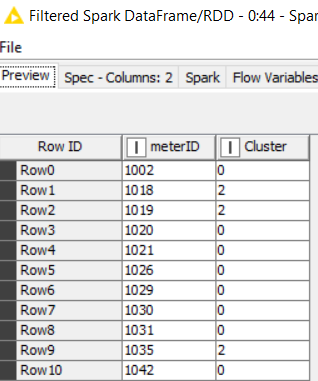 Filtered Spark DataFrame/RDD - 0:44 - Spar
File
Preview Spec - Columns: 2 Spark Flow Variables
Row ID I meterID I Cluster
Row0 1002 0
Row1 1018 2
Row2 1019 2
Row3 1020 0
Row4 1021 0
Row5 1026 0
Row6 1029 0
Row7 1030 0
Row8 1031 0
Row9 1035 2
Row10 1042 0